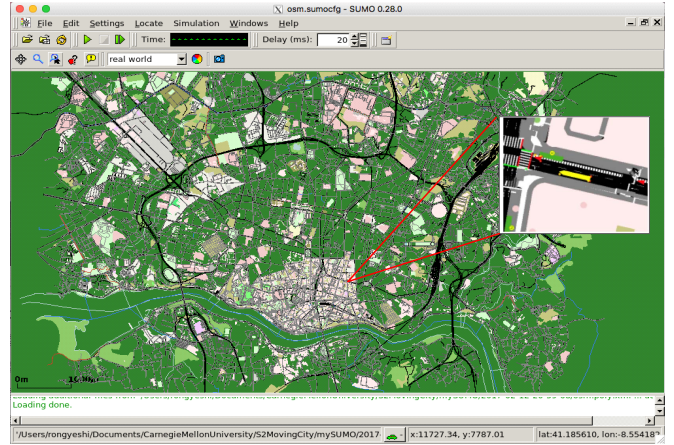 osm.sumocfg - SUMO 0.28.0
File Edit Settings Locate Simulation Windows Help
Time: Delay (ms): 20
real world
0m
Loading done.
'/Users/rongyeshi/Documents/CarnegieMellonUniversity/S2MovingCity/mySUMO/2017- x:11727.34, y:7787.01 lat:41.185610, lon:-8.554183